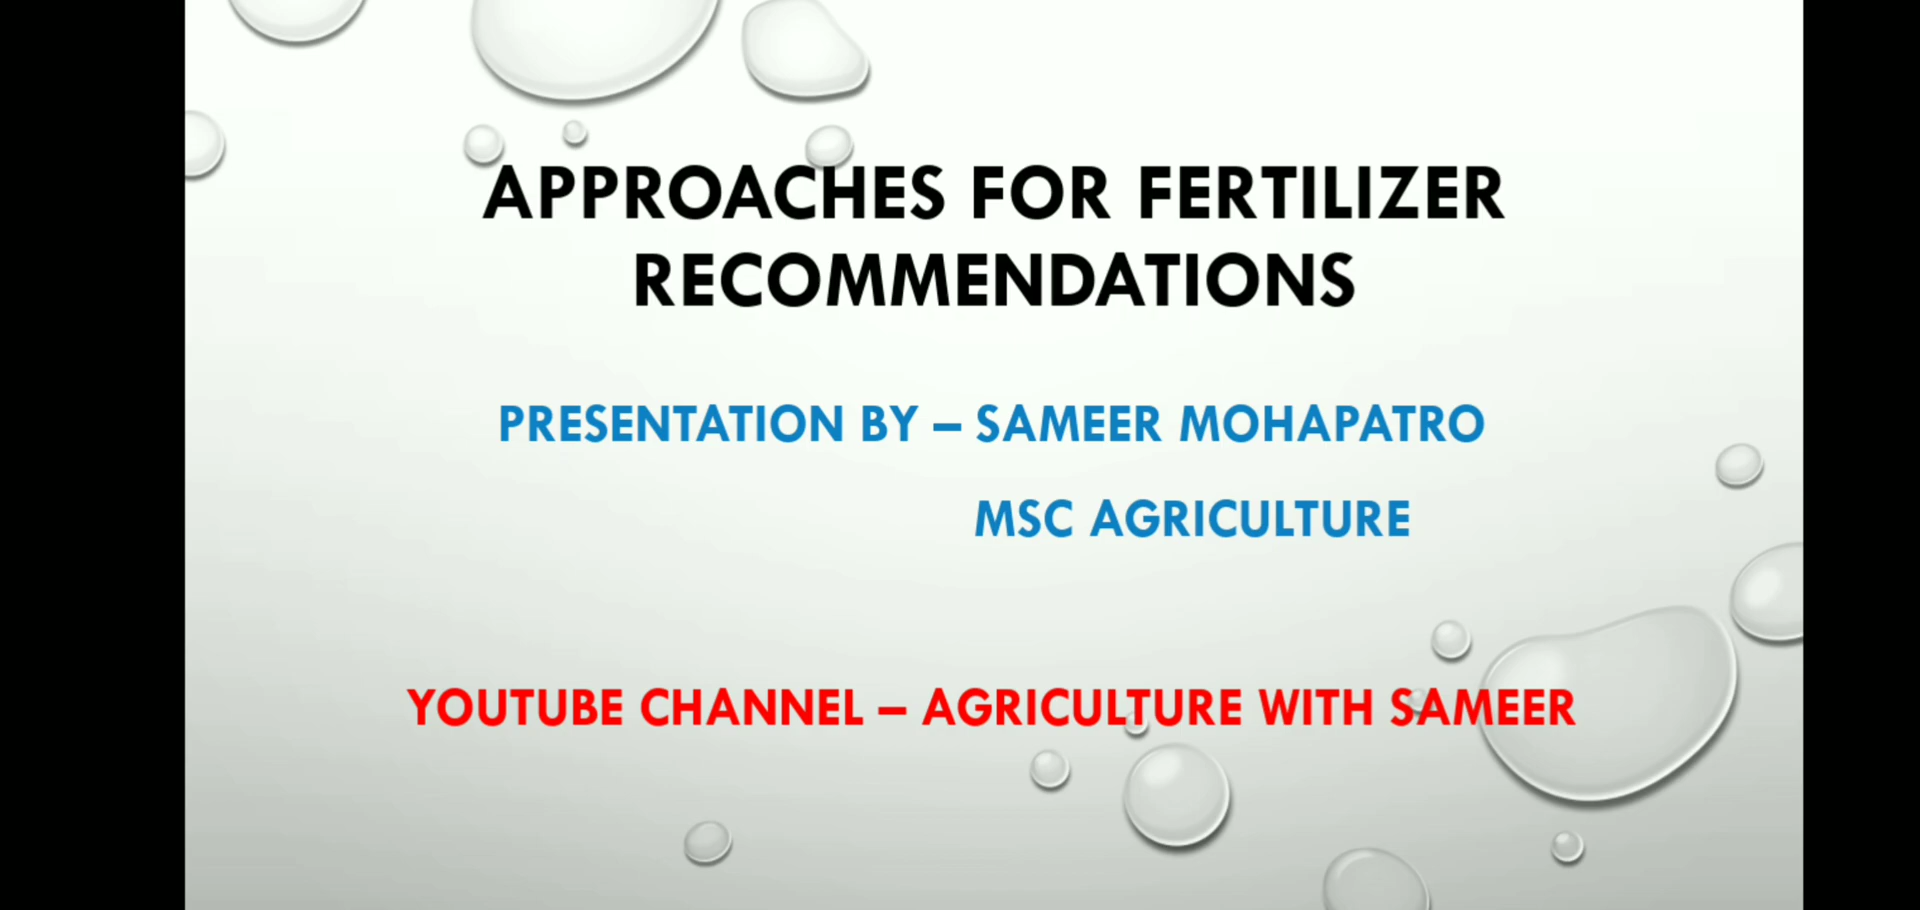 APPROACHES FOR FERTILIZER
RECOMMENDATIONS
PRESENTATION BY – SAMEER MOHAPATRO
MSC AGRICULTURE
YOUTUBE CHANNEL – AGRICULTURE WITH SAMEER